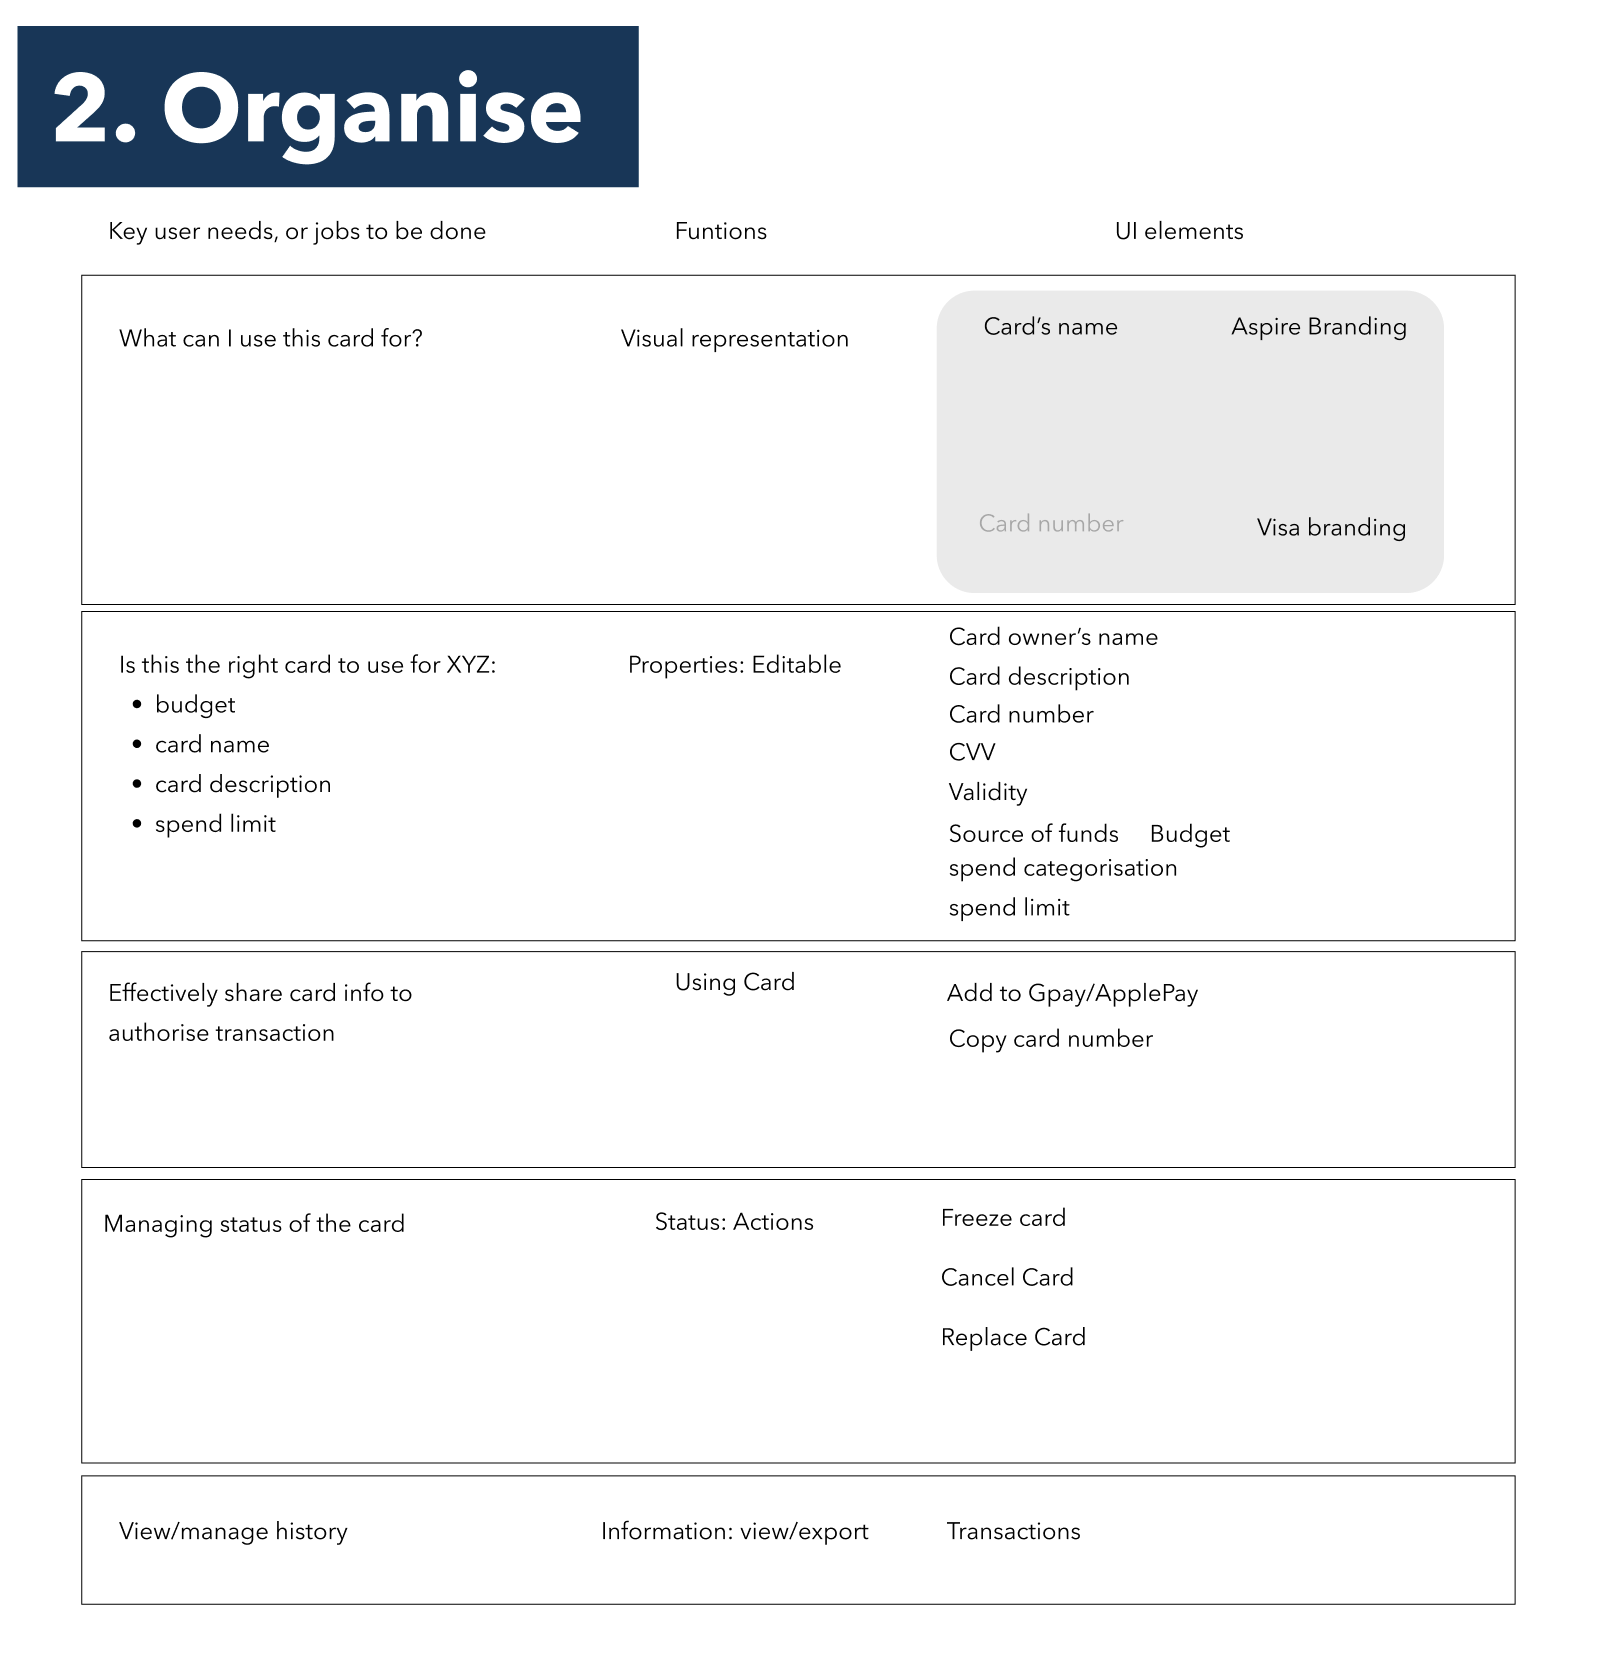 2. Organise
Key user needs, or jobs to be done
Funtions
UI elements
What can I use this card for?
Visual representation
Card's name
Aspire Branding
Card number
Visa branding
Is this the right card to use for XYZ:
• budget
• card name
• card description
• spend limit
Properties: Editable
Card owner's name
Card description
Card number
CVV
Validity
Source of funds Budget
spend categorisation
spend limit
Effectively share card info to
authorise transaction
Using Card
Add to Gpay/ApplePay
Copy card number
Managing status of the card
Status: Actions
Freeze card
Cancel Card
Replace Card
View/manage history
Information: view/export
Transactions